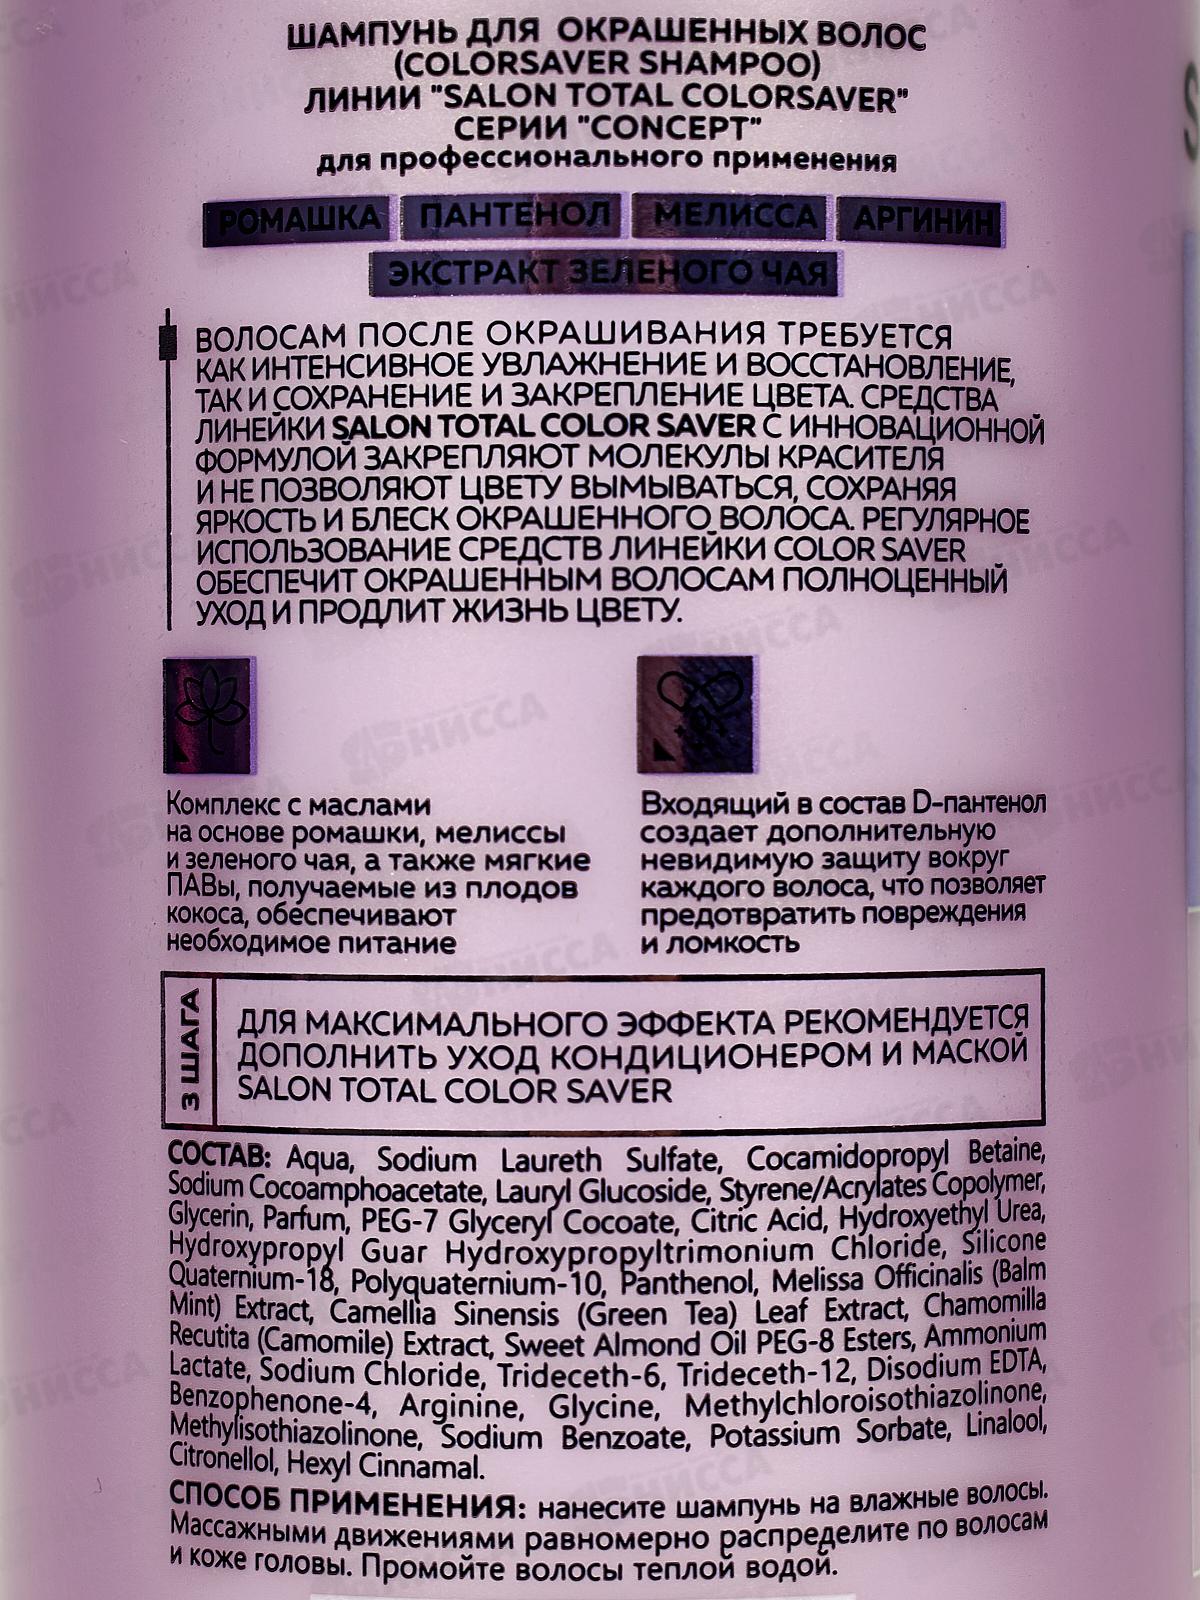 ШАМПУНЬ ДЛЯ ОКРАШЕННЫХ ВОЛОС
(COLORSAVER SHAMPOO)
ЛИНИИ "SALON TOTAL COLORSAVER"
СЕРИИ "CONCEPT"
для профессионального применения
РОМАШКА ПАНТЕНОЛ МЕЛИССА АРГИНИН
ЭКСТРАКТ ЗЕЛЕНОГО ЧАЯ
ВОЛОСАМ ПОСЛЕ ОКРАШИВАНИЯ ТРЕБУЕТСЯ
КАК ИНТЕНСИВНОЕ УВЛАЖНЕНИЕ И ВОССТАНОВЛЕНИЕ,
ТАК И СОХРАНЕНИЕ И ЗАКРЕПЛЕНИЕ ЦВЕТА. СРЕДСТВА
ЛИНЕЙКИ SALON TOTAL COLOR SAVER С ИННОВАЦИОННОЙ
ФОРМУЛОЙ ЗАКРЕПЛЯЮТ МОЛЕКУЛЫ КРАСИТЕЛЯ
И НЕ ПОЗВОЛЯЮТ ЦВЕТУ ВЫМЫВАТЬСЯ, СОХРАНЯЯ
ЯРКОСТЬ И БЛЕСК ОКРАШЕННОГО ВОЛОСА. РЕГУЛЯРНОЕ
ИСПОЛЬЗОВАНИЕ СРЕДСТВ ЛИНЕЙКИ COLOR SAVER
ОБЕСПЕЧИТ ОКРАШЕННЫМ ВОЛОСАМ ПОЛНОЦЕННЫЙ
УХОД И ПРОДЛИТ ЖИЗНЬ ЦВЕТУ.
Комплекс с маслами
на основе ромашки, мелиссы
и зеленого чая, а также мягкие
ПАВы, получаемые из плодов
кокоса, обеспечивают
необходимое питание
Входящий в состав D-пантенол
создает дополнительную
невидимую защиту вокруг
каждого волоса, что позволяет
предотвратить повреждения
и ломкость
3 ШАГА
ДЛЯ МАКСИМАЛЬНОГО ЭФФЕКТА РЕКОМЕНДУЕТСЯ
ДОПОЛНИТЬ УХОД КОНДИЦИОНЕРОМ И МАСКОЙ
SALON TOTAL COLOR SAVER
СОСТАВ: Aqua, Sodium Laureth Sulfate, Cocamidopropyl Betaine,
Sodium Cocoamphoacetate, Lauryl Glucoside, Styrene/Acrylates Copolymer,
Glycerin, Parfum, PEG-7 Glyceryl Cocoate, Citric Acid, Hydroxyethyl Urea,
Hydroxypropyl Guar Hydroxypropyltrimonium Chloride, Silicone
Quaternium-18, Polyquaternium-10, Panthenol, Melissa Officinalis (Balm
Mint) Extract, Camellia Sinensis (Green Tea) Leaf Extract, Chamomilla
Recutita (Camomile) Extract, Sweet Almond Oil PEG-8 Esters, Ammonium
Lactate, Sodium Chloride, Trideceth-6, Trideceth-12, Disodium EDTA,
Benzophenone-4, Arginine, Glycine, Methylchloroisothiazolinone,
Methylisothiazolinone, Sodium Benzoate, Potassium Sorbate, Linalool,
Citronellol, Hexyl Cinnamal.
СПОСОБ ПРИМЕНЕНИЯ: нанесите шампунь на влажные волосы.
Массажными движениями равномерно распределите по волосам
и коже головы. Промойте волосы теплой водой.